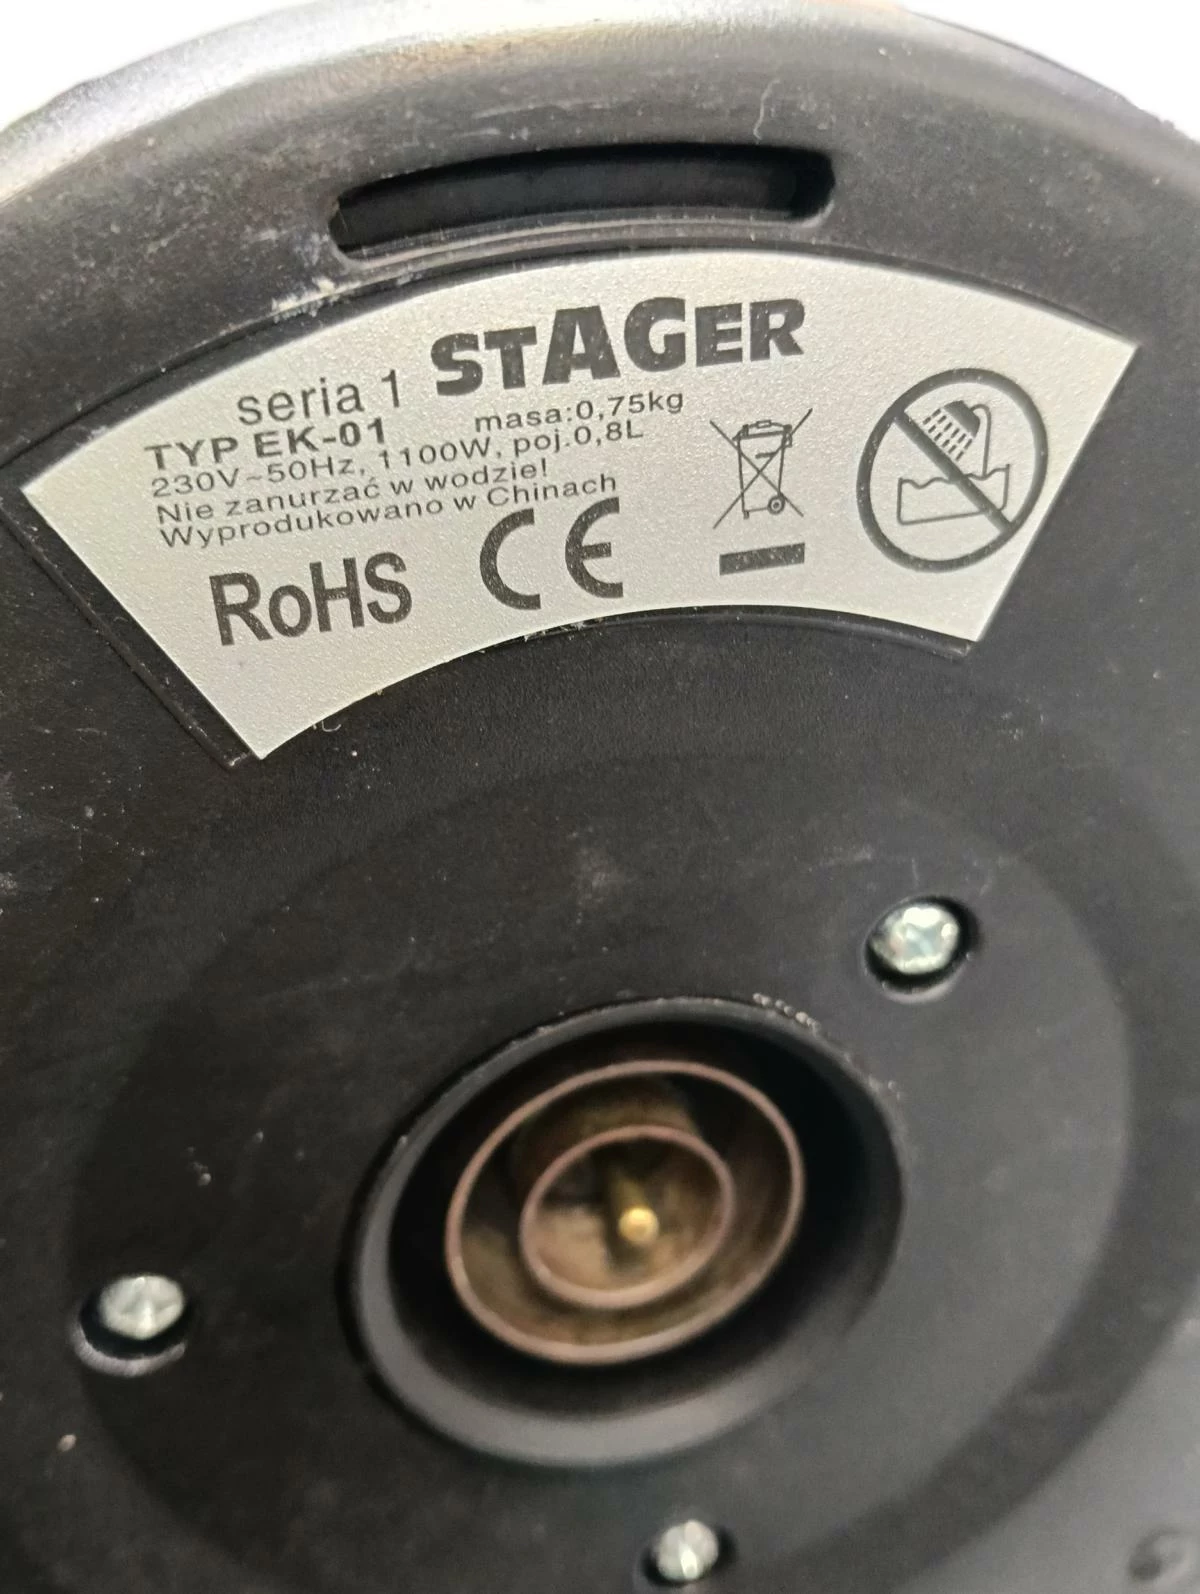 STAGER
seria 1
TYP EK-01 masa:0,75kg
230V~50Hz, 1100W, poj.0,8L
Nie zanurzać w wodzie!
Wyprodukowano w Chinach
RoHS CE